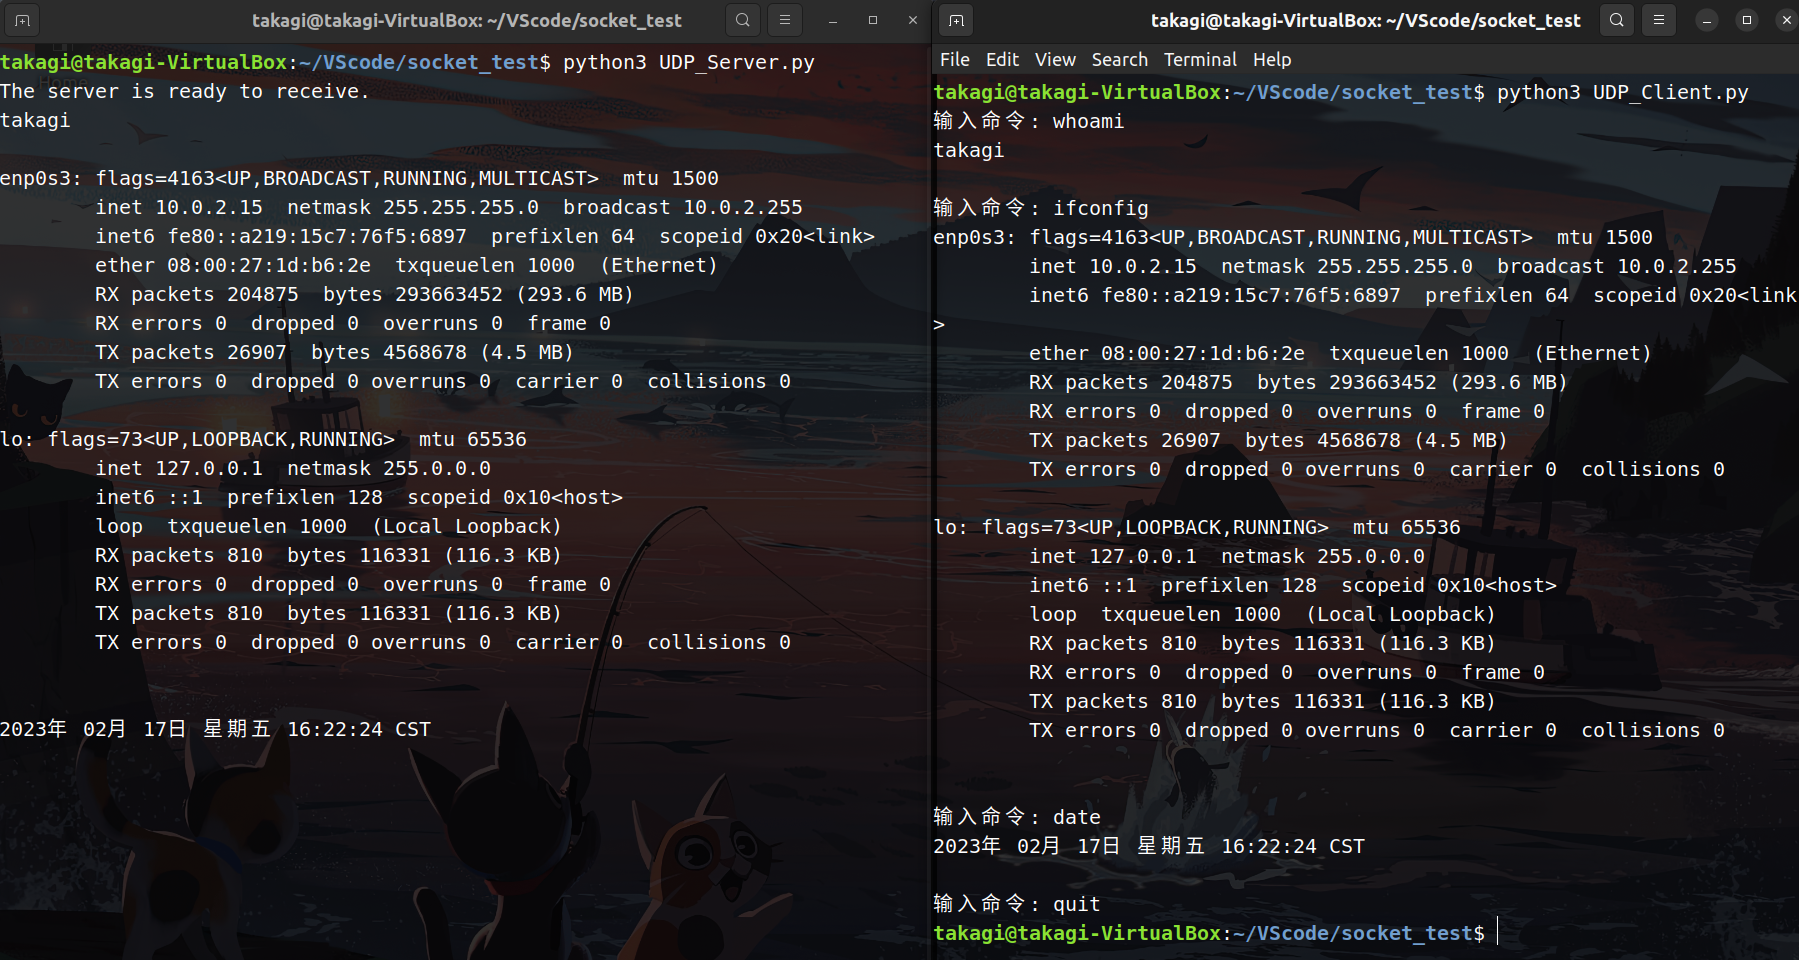 takagi@takagi-VirtualBox: ~/VScode/socket_test
takagi@takagi-VirtualBox:~/VScode/socket_test$ python3 UDP_Server.py
The server is ready to receive.
takagi
enp0s3: flags=4163<UP,BROADCAST,RUNNING,MULTICAST>  mtu 1500
inet 10.0.2.15  netmask 255.255.255.0  broadcast 10.0.2.255
inet6 fe80::a219:15c7:76f5:6897  prefixlen 64  scopeid 0x20<link>
ether 08:00:27:1d:b6:2e  txqueuelen 1000  (Ethernet)
RX packets 204875  bytes 293663452 (293.6 MB)
RX errors 0  dropped 0  overruns 0  frame 0
TX packets 26907  bytes 4568678 (4.5 MB)
TX errors 0  dropped 0 overruns 0  carrier 0  collisions 0
lo: flags=73<UP,LOOPBACK,RUNNING>  mtu 65536
inet 127.0.0.1  netmask 255.0.0.0
inet6 ::1  prefixlen 128  scopeid 0x10<host>
loop  txqueuelen 1000  (Local Loopback)
RX packets 810  bytes 116331 (116.3 KB)
RX errors 0  dropped 0  overruns 0  frame 0
TX packets 810  bytes 116331 (116.3 KB)
TX errors 0  dropped 0 overruns 0  carrier 0  collisions 0
2023年 02月 17日 星期五 16:22:24 CST
takagi@takagi-VirtualBox: ~/VScode/socket_test
File Edit View Search Terminal Help
takagi@takagi-VirtualBox:~/VScode/socket_test$ python3 UDP_Client.py
输入命令: whoami
takagi
输入命令: ifconfig
enp0s3: flags=4163<UP,BROADCAST,RUNNING,MULTICAST>  mtu 1500
inet 10.0.2.15  netmask 255.255.255.0  broadcast 10.0.2.255
inet6 fe80::a219:15c7:76f5:6897  prefixlen 64  scopeid 0x20<link
>
ether 08:00:27:1d:b6:2e  txqueuelen 1000  (Ethernet)
RX packets 204875  bytes 293663452 (293.6 MB)
RX errors 0  dropped 0  overruns 0  frame 0
TX packets 26907  bytes 4568678 (4.5 MB)
TX errors 0  dropped 0 overruns 0  carrier 0  collisions 0
lo: flags=73<UP,LOOPBACK,RUNNING>  mtu 65536
inet 127.0.0.1  netmask 255.0.0.0
inet6 ::1  prefixlen 128  scopeid 0x10<host>
loop  txqueuelen 1000  (Local Loopback)
RX packets 810  bytes 116331 (116.3 KB)
RX errors 0  dropped 0  overruns 0  frame 0
TX packets 810  bytes 116331 (116.3 KB)
TX errors 0  dropped 0 overruns 0  carrier 0  collisions 0
输入命令: date
2023年 02月 17日 星期五 16:22:24 CST
输入命令: quit
takagi@takagi-VirtualBox:~/VScode/socket_test$